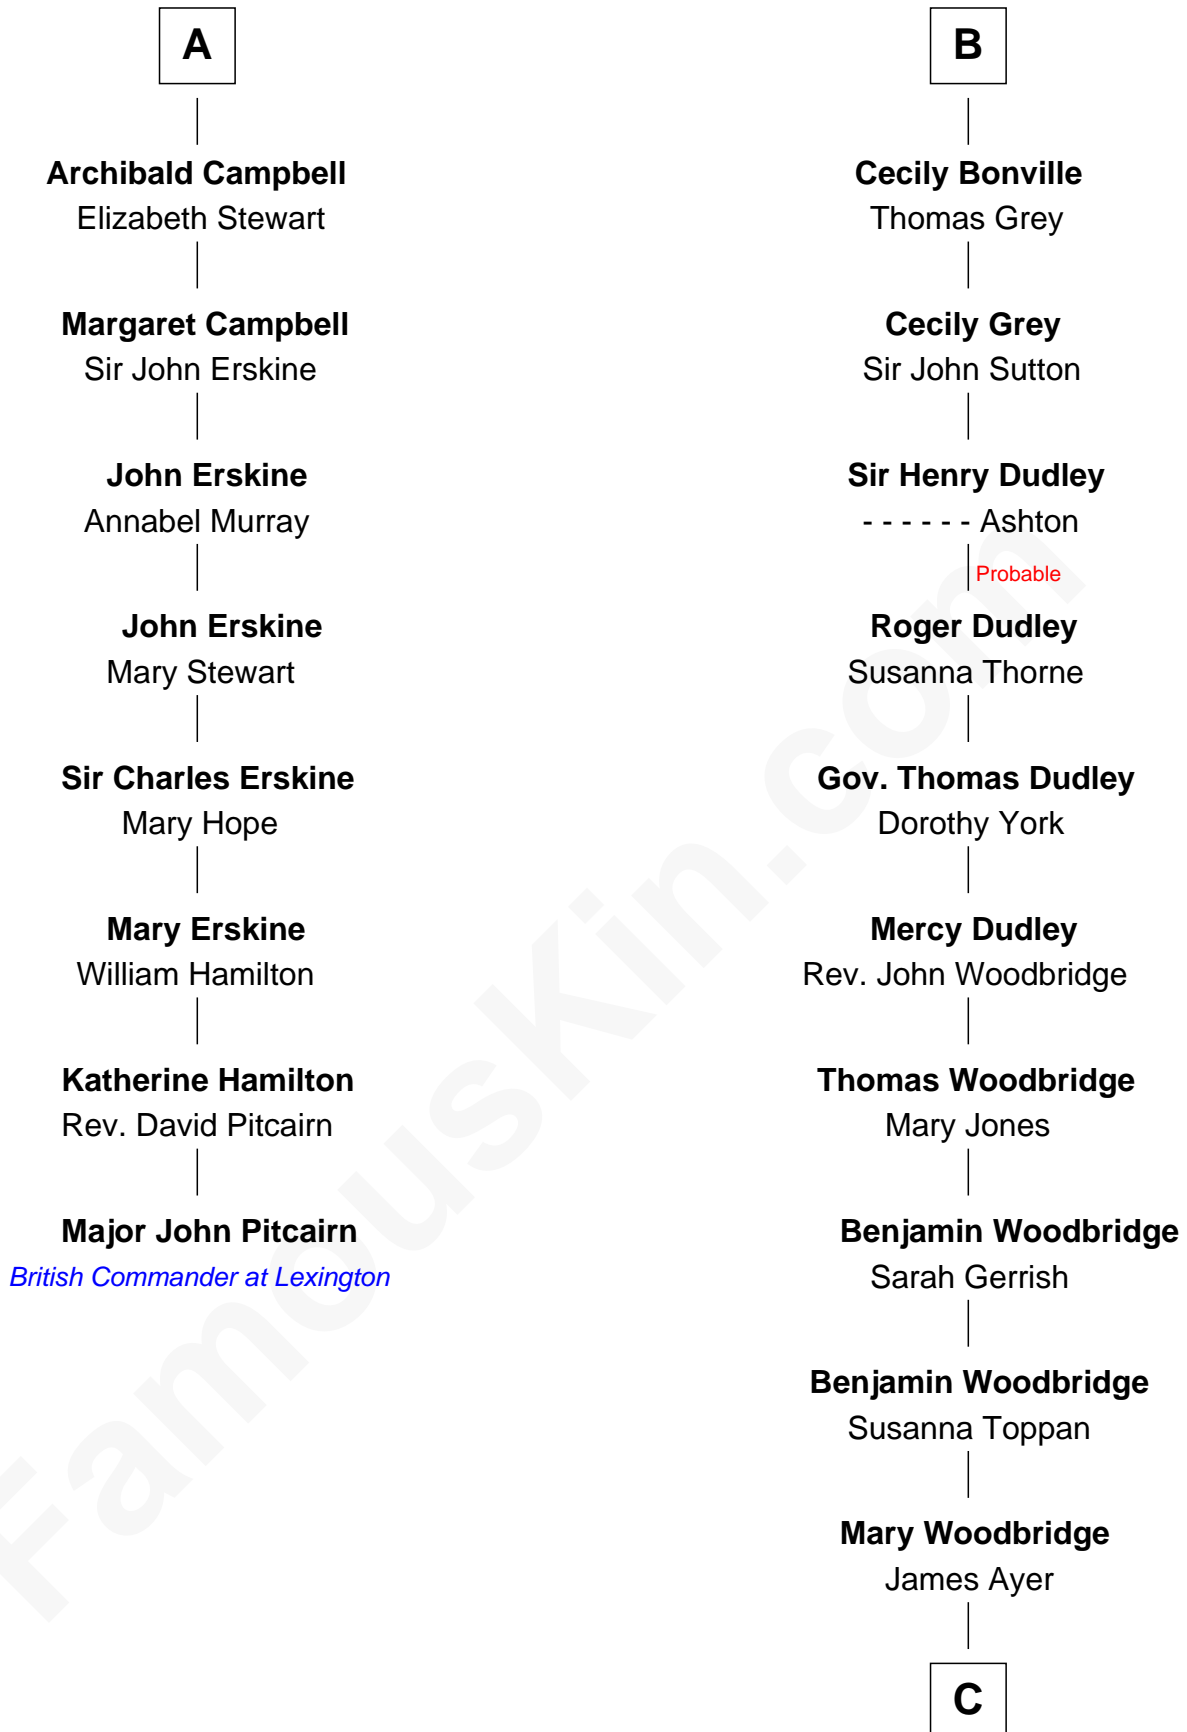 A
Archibald Campbell
Elizabeth Stewart
Margaret Campbell
Sir John Erskine
John Erskine
Annabel Murray
John Erskine
Mary Stewart
Sir Charles Erskine
Mary Hope
Mary Erskine
William Hamilton
Katherine Hamilton
Rev. David Pitcairn
Major John Pitcairn
British Commander at Lexington
B
Cecily Bonville
Thomas Grey
Cecily Grey
Sir John Sutton
Sir Henry Dudley
- - - - - - Ashton
Probable
Roger Dudley
Susanna Thorne
Gov. Thomas Dudley
Dorothy York
Mercy Dudley
Rev. John Woodbridge
Thomas Woodbridge
Mary Jones
Benjamin Woodbridge
Sarah Gerrish
Benjamin Woodbridge
Susanna Toppan
Mary Woodbridge
James Ayer
C
FamousKin.com